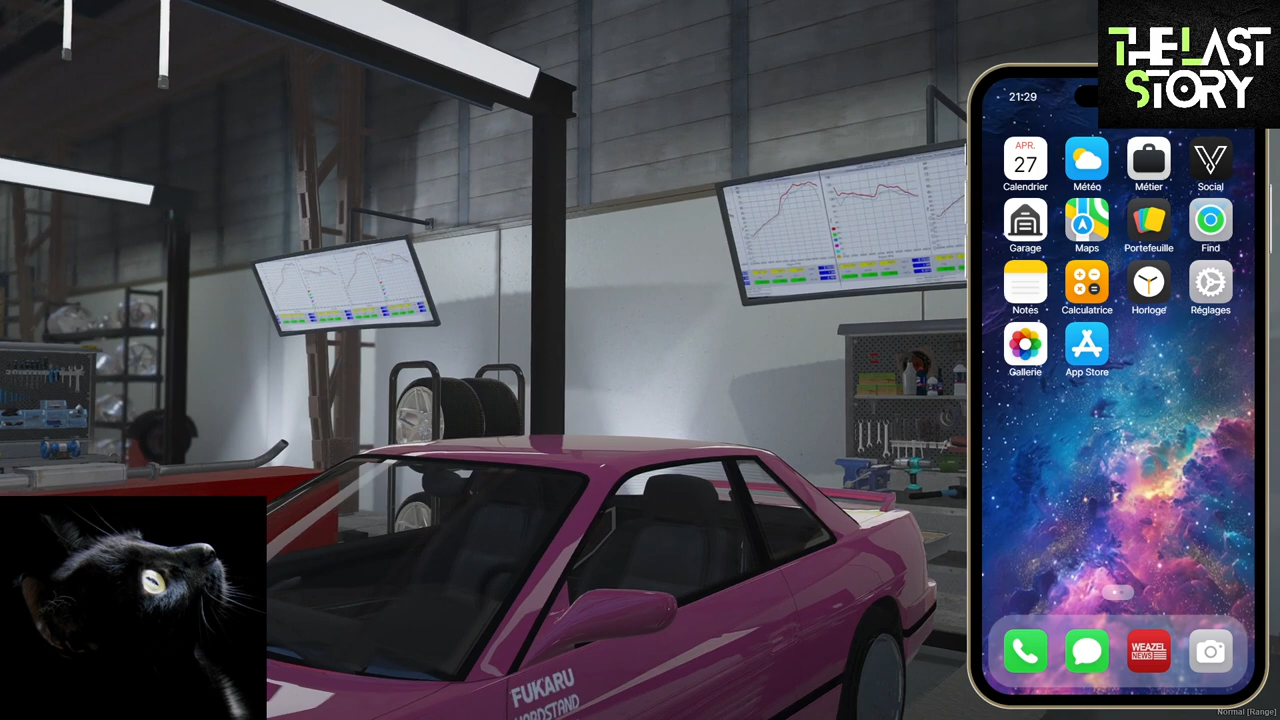 THE LAST
STORY
21:29
APR.
27
Calendrier
Météo
Métier
Social
Garage
Maps
Portefeuille
Find
Notes
Calculatrice
Horloge
Réglages
Gallerie
App Store
WEAZEL
NEWS
FUKARU
HARDSTAND
Normal [Range]